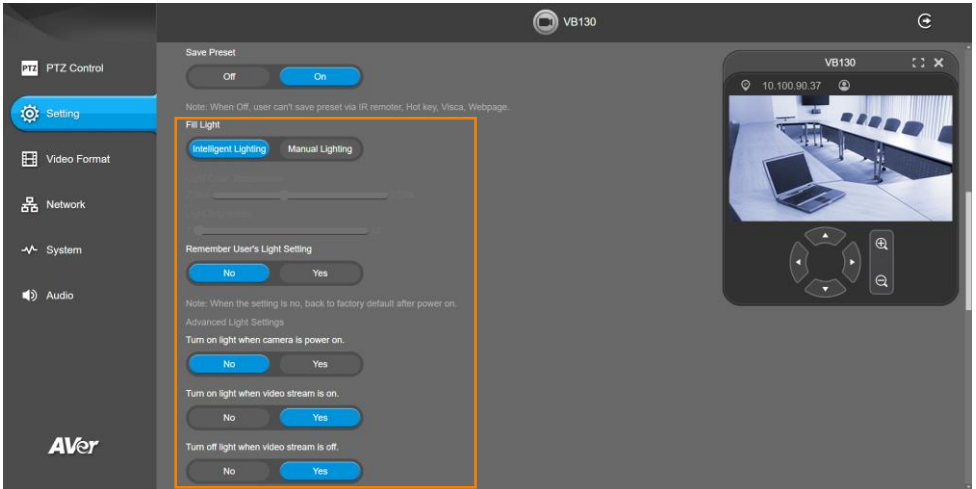 VB130
PTZ PTZ Control
Setting
Video Format
Network
System
Audio
AVer
Save Preset
Off On
Note: When Off, user can't save preset via IR remoter, Hot key, Visca, Webpage.
Fill Light
Intelligent Lighting Manual Lighting
Remember User's Light Setting
No Yes
Note: When the setting is no, back to factory default after power on.
Advanced Light Settings
Turn on light when camera is power on.
No Yes
Turn on light when video stream is on.
No Yes
Turn off light when video stream is off.
No Yes
VB130
10.100.90.37